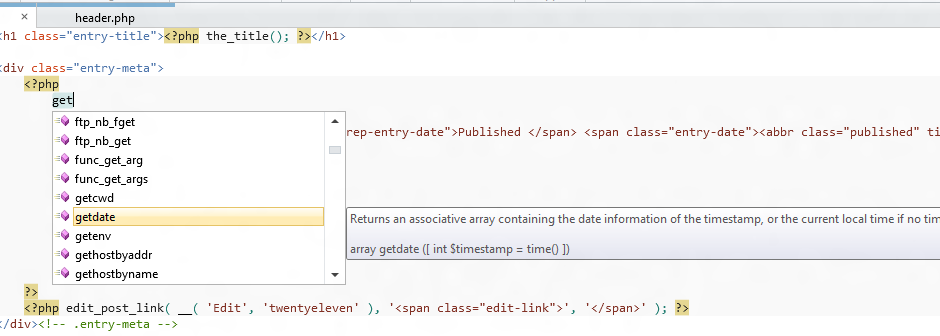 header.php
<h1 class="entry-title"><?php the_title(); ?></h1>
<div class="entry-meta">
<?php
get
ftp_nb_fget
ftp_nb_get
func_get_arg
func_get_args
getcwd
getdate
getenv
gethostbyaddr
gethostbyname
rep-entry-date">Published </span> <span class="entry-date"><abbr class="published" ti
Returns an associative array containing the date information of the timestamp, or the current local time if no tim
array getdate ([ int $timestamp = time() ])
?>
<?php edit_post_link( __( 'Edit', 'twentyeleven' ), '<span class="edit-link">', '</span>' ); ?>
</div><!-- .entry-meta -->